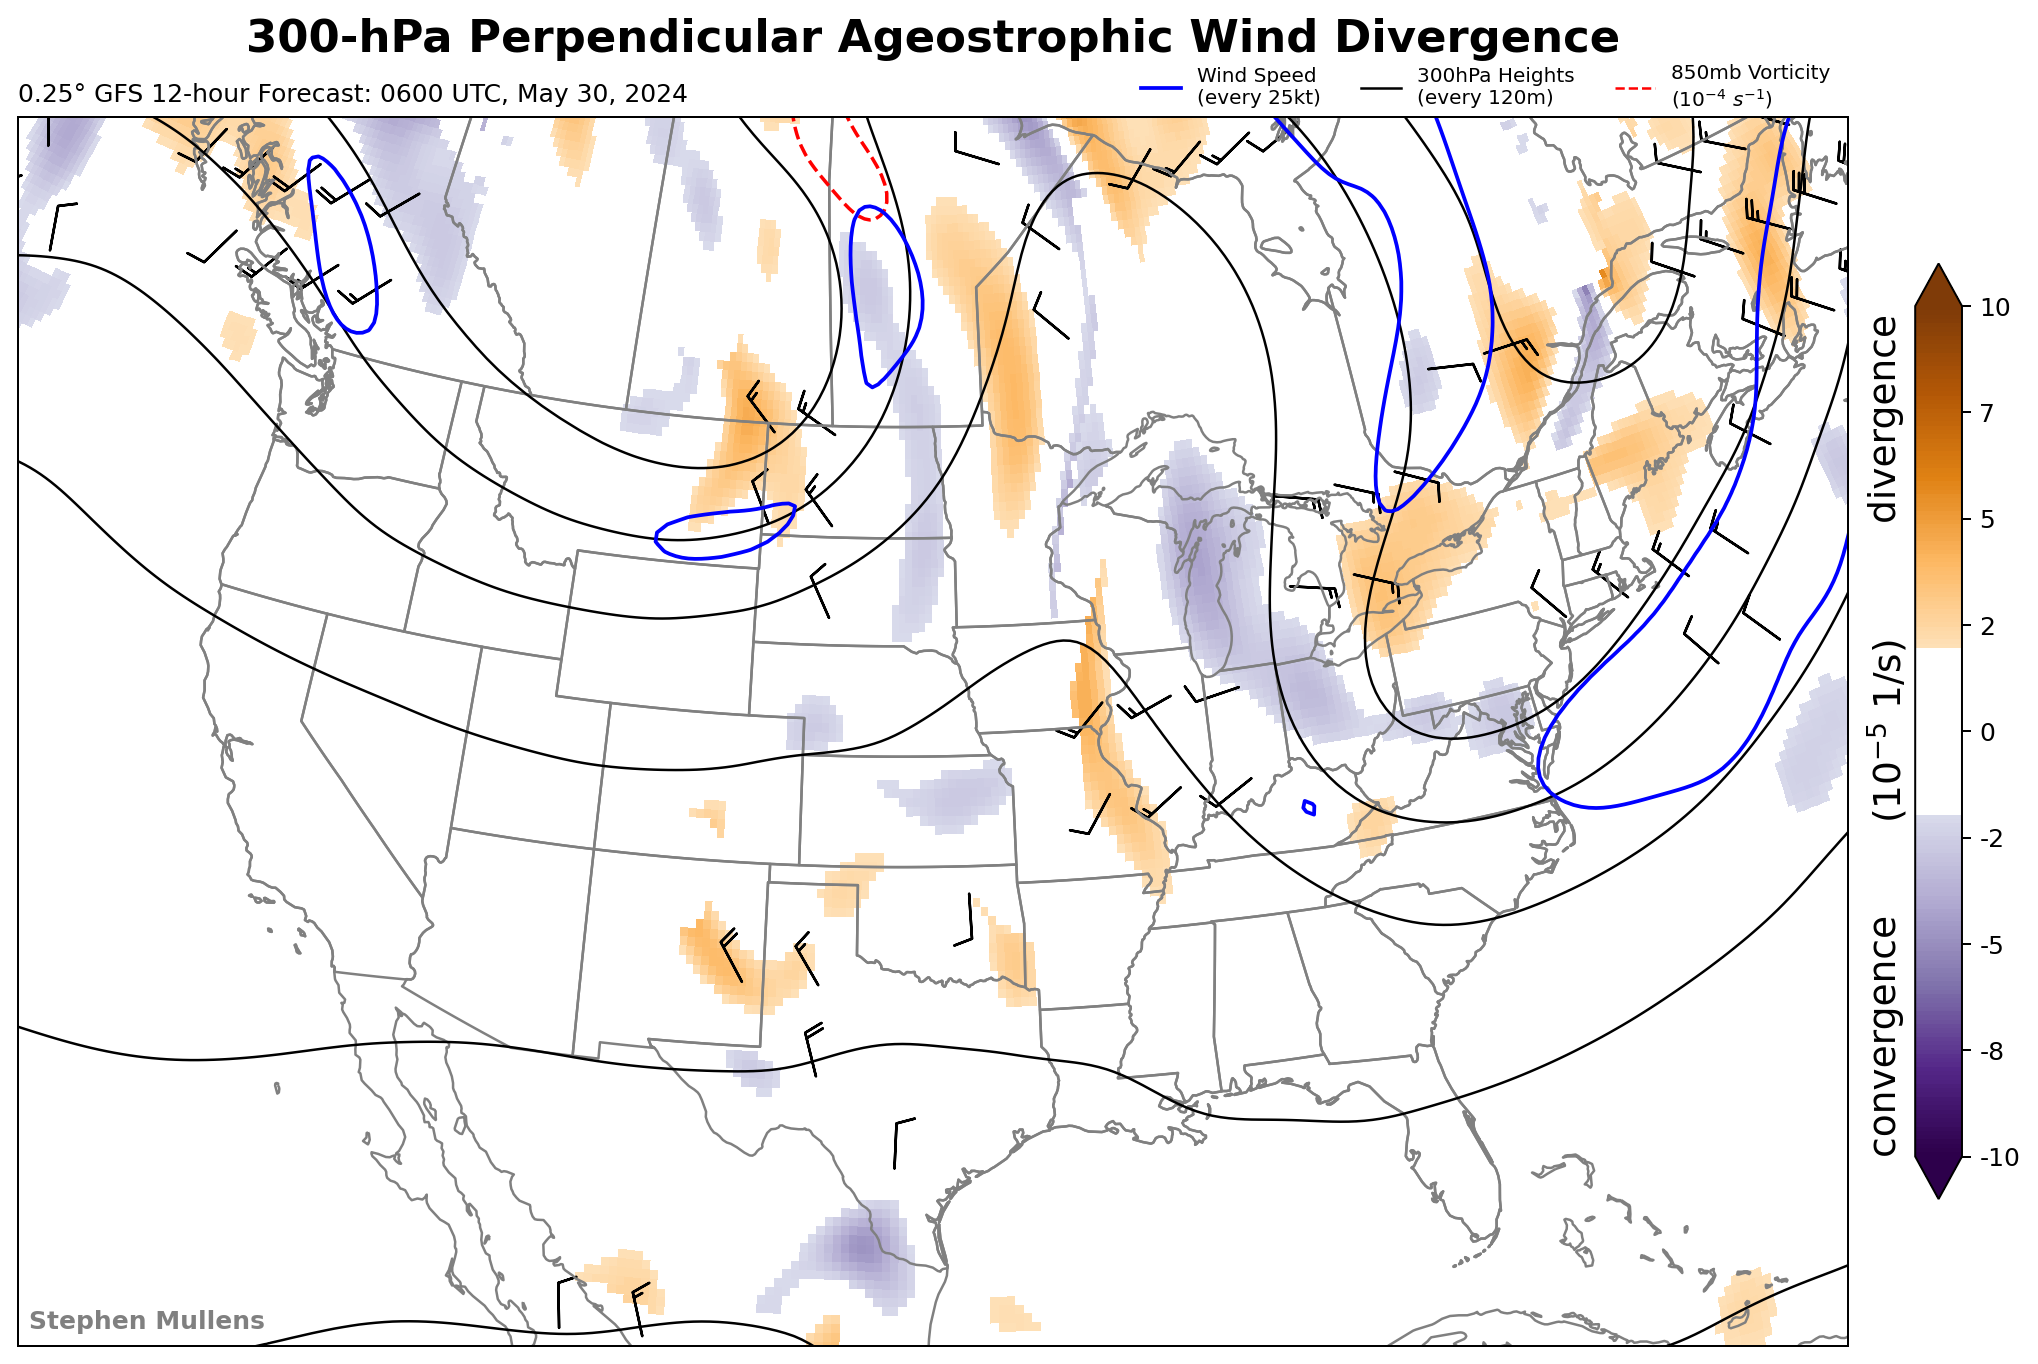 300-hPa Perpendicular Ageostrophic Wind Divergence
0.25° GFS 12-hour Forecast: 0600 UTC, May 30, 2024
Wind Speed
(every 25kt)
300hPa Heights
(every 120m)
850mb Vorticity
(10⁻⁴ s⁻¹)
10
7
5
2
0
-2
-5
-8
-10
convergence (10⁻⁵ 1/s) divergence
Stephen Mullens